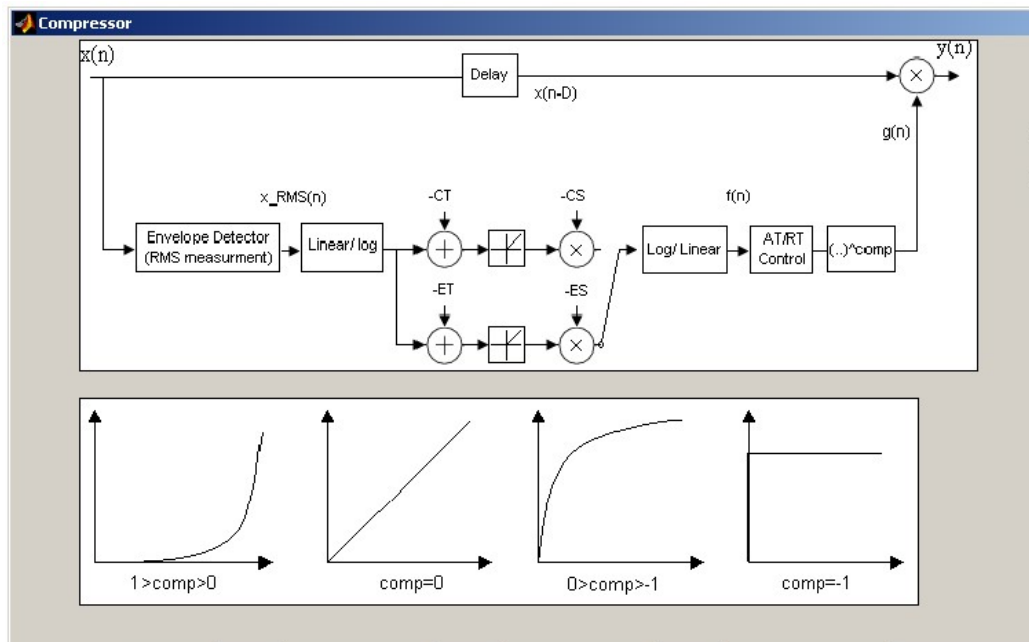 Compressor
x(n)
y(n)
Delay
x(n-D)
g(n)
x_RMS(n)
-CT
-CS
f(n)
Envelope Detector
(RMS measurment)
Linear/ log
Log/ Linear
AT/RT
Control
(..)^comp
-ET
-ES
1>comp>0
comp=0
0>comp>-1
comp=-1